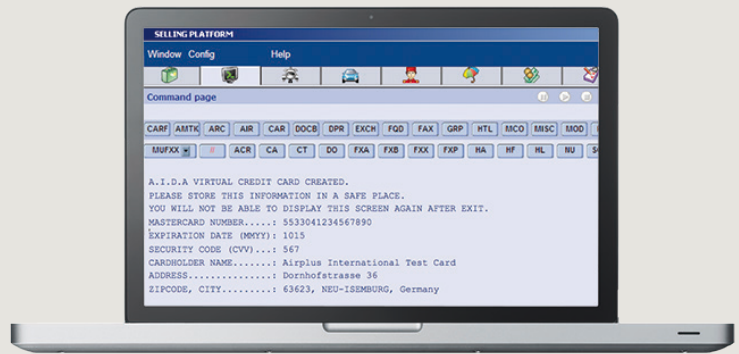 SELLING PLATFORM
Window Config Help
Command page
CARF AMTK ARC AIR CAR DOCB DPR EXCH FQD FAX GRP HTL MCO MISC MOD
MUFXX # ACR CA CT DO FXA FXB FXX FXP HA HF HL NU
A.I.D.A VIRTUAL CREDIT CARD CREATED.
PLEASE STORE THIS INFORMATION IN A SAFE PLACE.
YOU WILL NOT BE ABLE TO DISPLAY THIS SCREEN AGAIN AFTER EXIT.
MASTERCARD NUMBER.....: 5533041234567890
EXPIRATION DATE (MMYY): 1015
SECURITY CODE (CVV)...: 567
CARDHOLDER NAME.......: Airplus International Test Card
ADDRESS...............: Dornhofstrasse 36
ZIPCODE, CITY.........: 63623, NEU-ISEMBURG, Germany